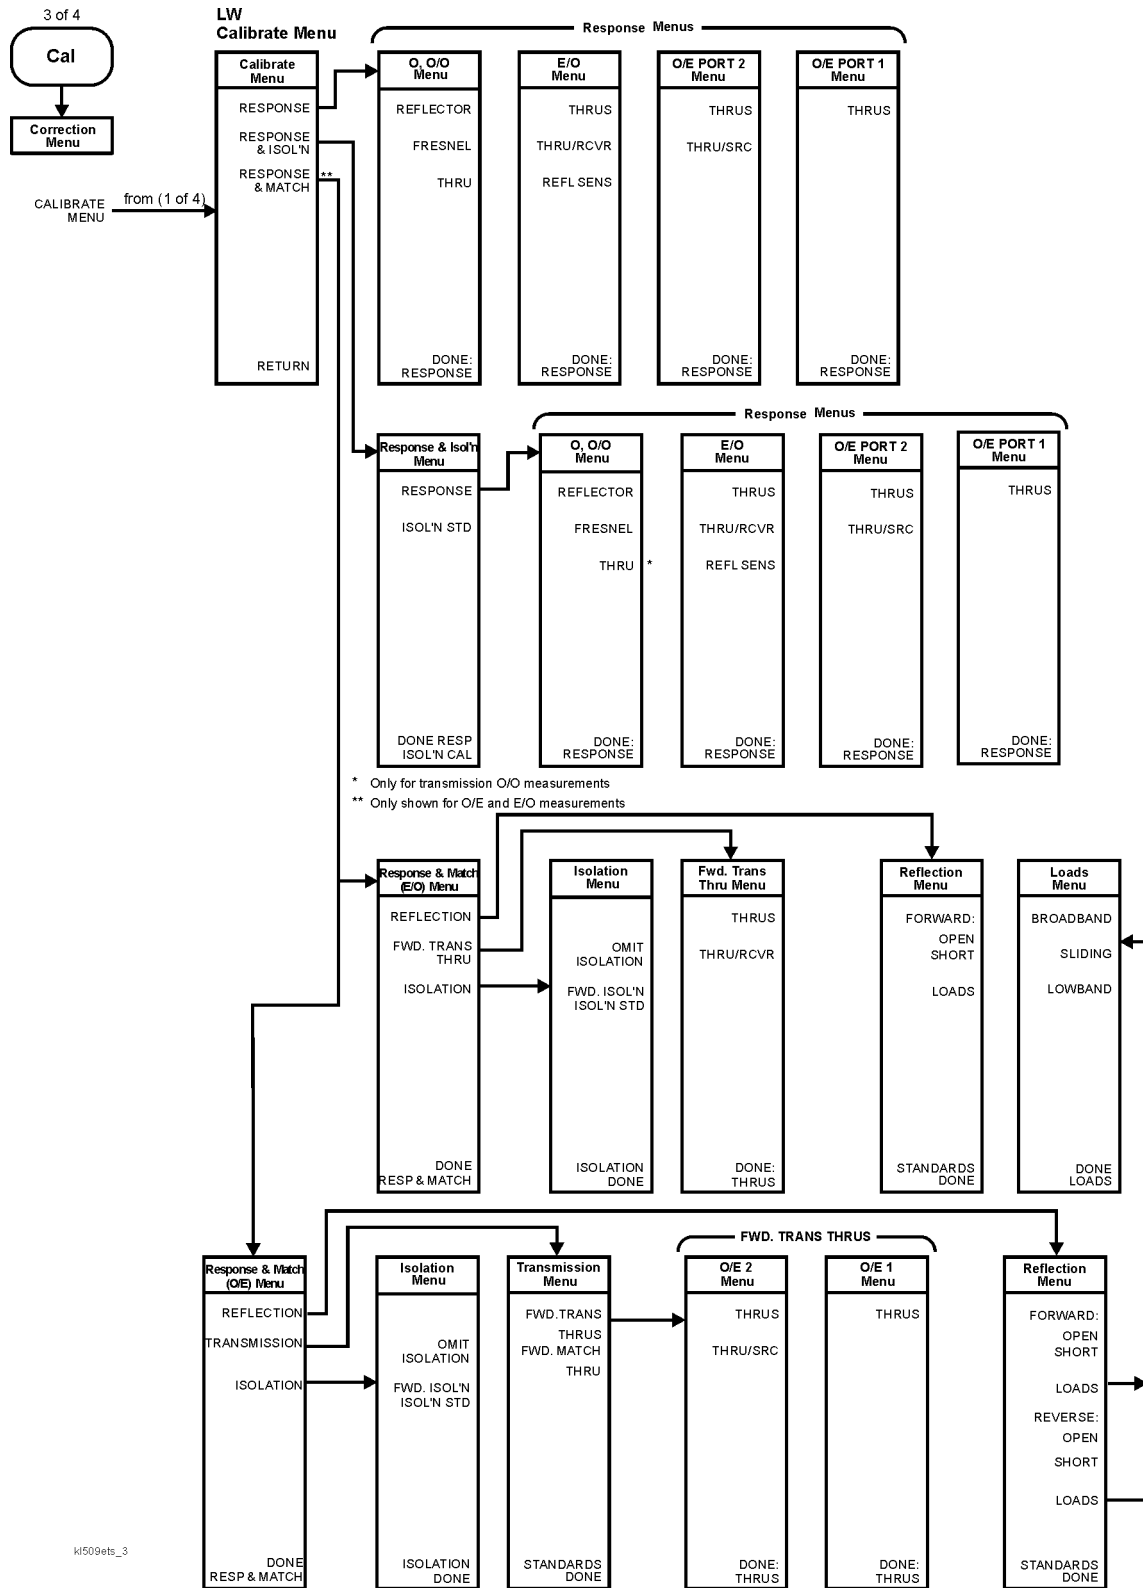 3 of 4
Cal
Correction
Menu
CALIBRATE
MENU
from (1 of 4)
LW
Calibrate Menu
Response Menus
Calibrate
Menu
RESPONSE
RESPONSE
& ISOL'N
RESPONSE
& MATCH
**
RETURN
O, O/O
Menu
REFLECTOR
FRESNEL
THRU
DONE:
RESPONSE
E/O
Menu
THRUS
THRU/RCVR
REFL SENS
DONE:
RESPONSE
O/E PORT 2
Menu
THRUS
THRU/SRC
DONE:
RESPONSE
O/E PORT 1
Menu
THRUS
DONE:
RESPONSE
Response Menus
Response & Isol'n
Menu
RESPONSE
ISOL'N STD
DONE RESP
ISOL'N CAL
O, O/O
Menu
REFLECTOR
FRESNEL
THRU *
DONE:
RESPONSE
E/O
Menu
THRUS
THRU/RCVR
REFL SENS
DONE:
RESPONSE
O/E PORT 2
Menu
THRUS
THRU/SRC
DONE:
RESPONSE
O/E PORT 1
Menu
THRUS
DONE:
RESPONSE
* Only for transmission O/O measurements
** Only shown for O/E and E/O measurements
Response & Match
(E/O) Menu
REFLECTION
FWD. TRANS
THRU
ISOLATION
DONE
RESP & MATCH
Isolation
Menu
OMIT
ISOLATION
FWD. ISOL'N
ISOL'N STD
ISOLATION
DONE
Fwd. Trans
Thru Menu
THRUS
THRU/RCVR
DONE:
THRUS
Reflection
Menu
FORWARD:
OPEN
SHORT
LOADS
STANDARDS
DONE
Loads
Menu
BROADBAND
SLIDING
LOWBAND
DONE
LOADS
Response & Match
(O/E) Menu
REFLECTION
TRANSMISSION
ISOLATION
DONE
RESP & MATCH
Isolation
Menu
OMIT
ISOLATION
FWD. ISOL'N
ISOL'N STD
ISOLATION
DONE
Transmission
Menu
FWD.TRANS
THRUS
FWD. MATCH
THRU
STANDARDS
DONE
FWD. TRANS THRUS
O/E 2
Menu
THRUS
THRU/SRC
DONE:
THRUS
O/E 1
Menu
THRUS
DONE:
THRUS
Reflection
Menu
FORWARD:
OPEN
SHORT
LOADS
REVERSE:
OPEN
SHORT
LOADS
STANDARDS
DONE
kl509ets_3